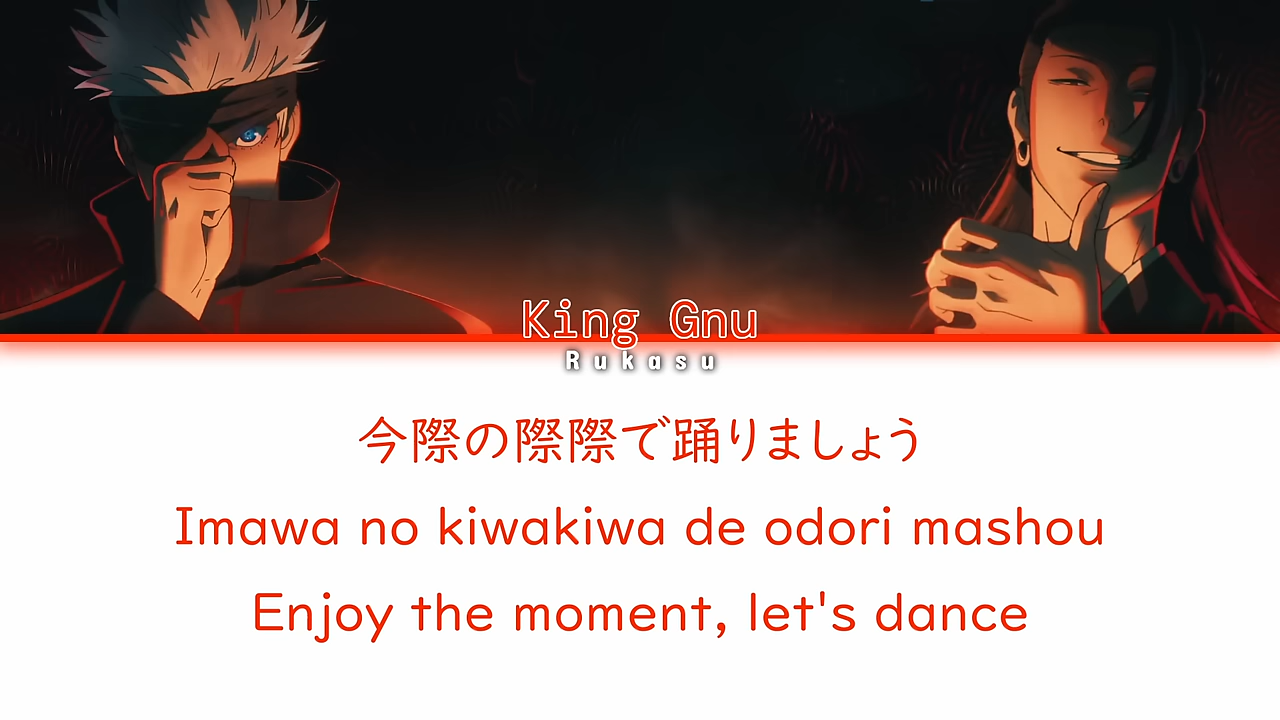 King Gnu
Rukasu
今際の際際で踊りましょう
Imawa no kiwakiwa de odori mashou
Enjoy the moment, let's dance